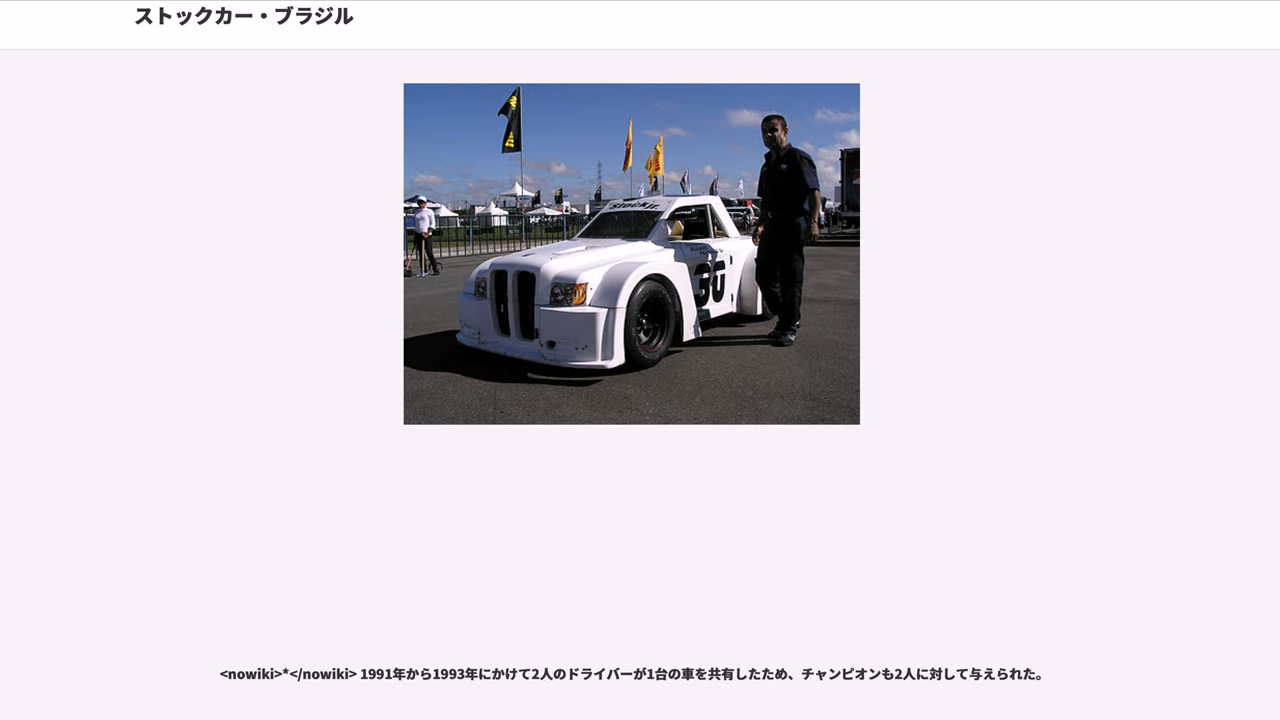 ストックカー・ブラジル
Stock Jr.
30
<nowiki>*</nowiki> 1991年から1993年にかけて2人のドライバーが1台の車を共有したため、チャンピオンも2人に対して与えられた。